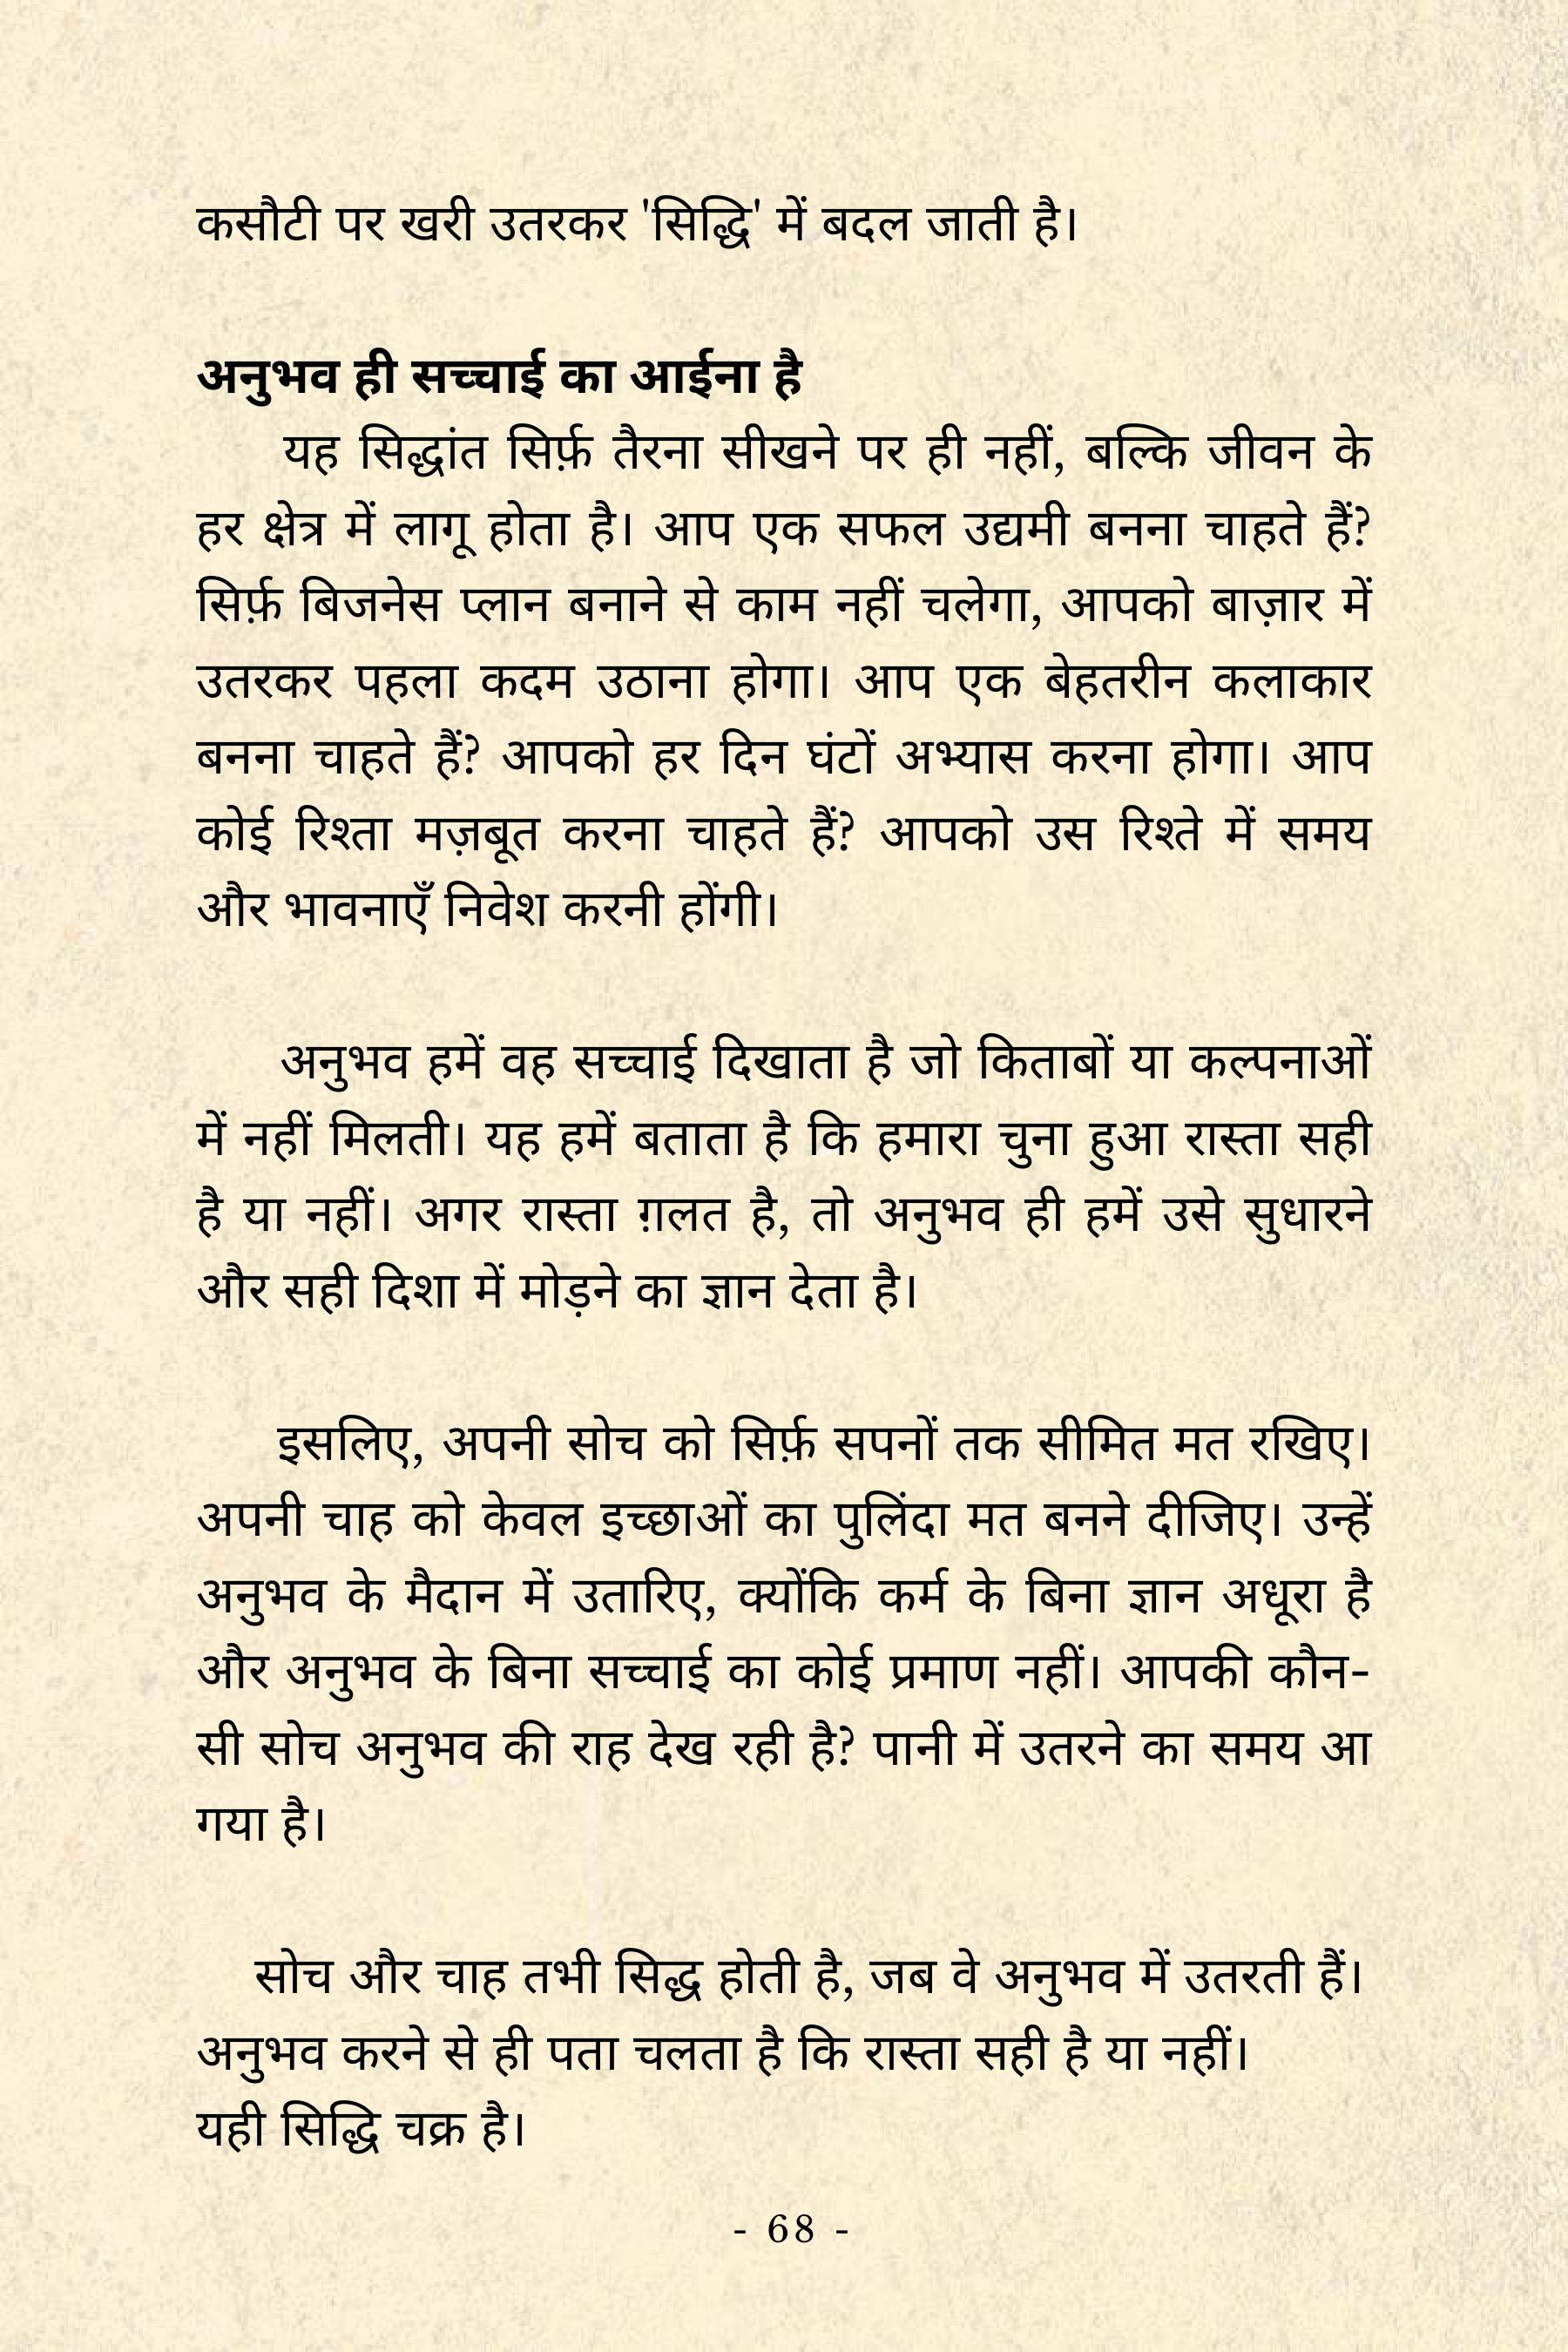 कसौटी पर खरी उतरकर 'सिद्धि' में बदल जाती है।
अनुभव ही सच्चाई का आईना है
यह सिद्धांत सिर्फ़ तैरना सीखने पर ही नहीं, बल्कि जीवन के
हर क्षेत्र में लागू होता है। आप एक सफल उद्यमी बनना चाहते हैं?
सिर्फ़ बिजनेस प्लान बनाने से काम नहीं चलेगा, आपको बाज़ार में
उतरकर पहला कदम उठाना होगा। आप एक बेहतरीन कलाकार
बनना चाहते हैं? आपको हर दिन घंटों अभ्यास करना होगा। आप
कोई रिश्ता मज़बूत करना चाहते हैं? आपको उस रिश्ते में समय
और भावनाएँ निवेश करनी होंगी।
अनुभव हमें वह सच्चाई दिखाता है जो किताबों या कल्पनाओं
में नहीं मिलती। यह हमें बताता है कि हमारा चुना हुआ रास्ता सही
है या नहीं। अगर रास्ता ग़लत है, तो अनुभव ही हमें उसे सुधारने
और सही दिशा में मोड़ने का ज्ञान देता है।
इसलिए, अपनी सोच को सिर्फ़ सपनों तक सीमित मत रखिए।
अपनी चाह को केवल इच्छाओं का पुलिंदा मत बनने दीजिए। उन्हें
अनुभव के मैदान में उतारिए, क्योंकि कर्म के बिना ज्ञान अधूरा है
और अनुभव के बिना सच्चाई का कोई प्रमाण नहीं। आपकी कौन-
सी सोच अनुभव की राह देख रही है? पानी में उतरने का समय आ
गया है।
सोच और चाह तभी सिद्ध होती है, जब वे अनुभव में उतरती हैं।
अनुभव करने से ही पता चलता है कि रास्ता सही है या नहीं।
यही सिद्धि चक्र है।
- 68 -